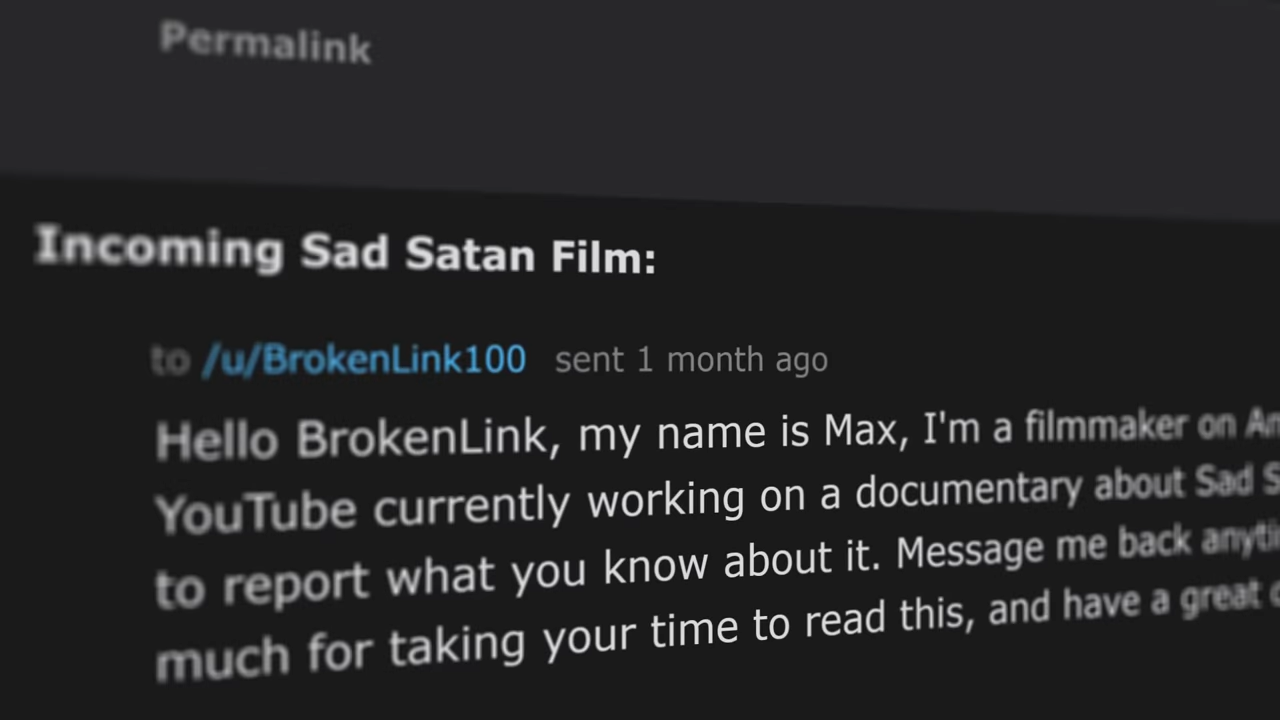 Permalink
Incoming Sad Satan Film:
to /u/BrokenLink100 sent 1 month ago
Hello BrokenLink, my name is Max, I'm a filmmaker on
YouTube currently working on a documentary about Sad
to report what you know about it. Message me back
much for taking your time to read this, and have a great